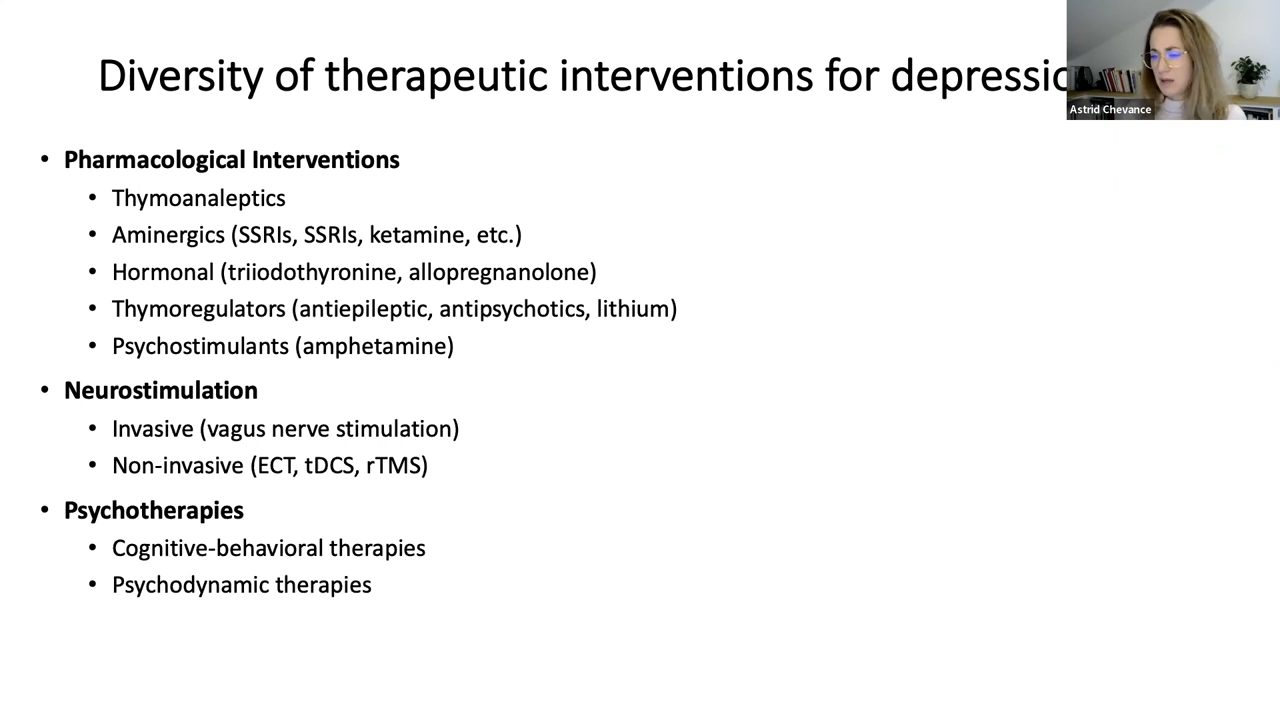 Diversity of therapeutic interventions for depressio
Astrid Chevance
• Pharmacological Interventions
• Thymoanaleptics
• Aminergics (SSRIs, SSRIs, ketamine, etc.)
• Hormonal (triiodothyronine, allopregnanolone)
• Thymoregulators (antiepileptic, antipsychotics, lithium)
• Psychostimulants (amphetamine)
• Neurostimulation
• Invasive (vagus nerve stimulation)
• Non-invasive (ECT, tDCS, rTMS)
• Psychotherapies
• Cognitive-behavioral therapies
• Psychodynamic therapies